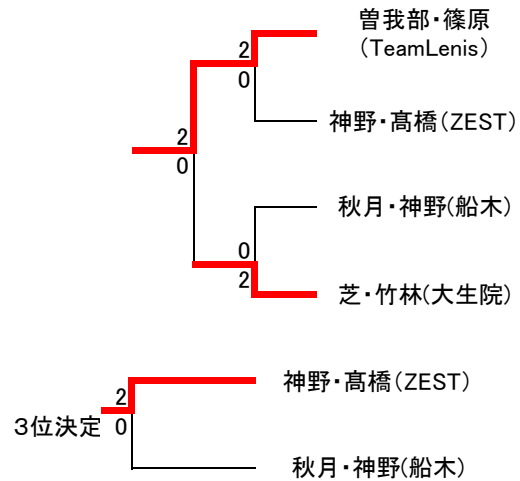 曽我部・篠原
(TeamLenis)
2
0
神野・髙橋(ZEST)
2
0
秋月・神野(船木)
0
2
芝・竹林(大生院)
神野・髙橋(ZEST)
2
3位決定
0
秋月・神野(船木)